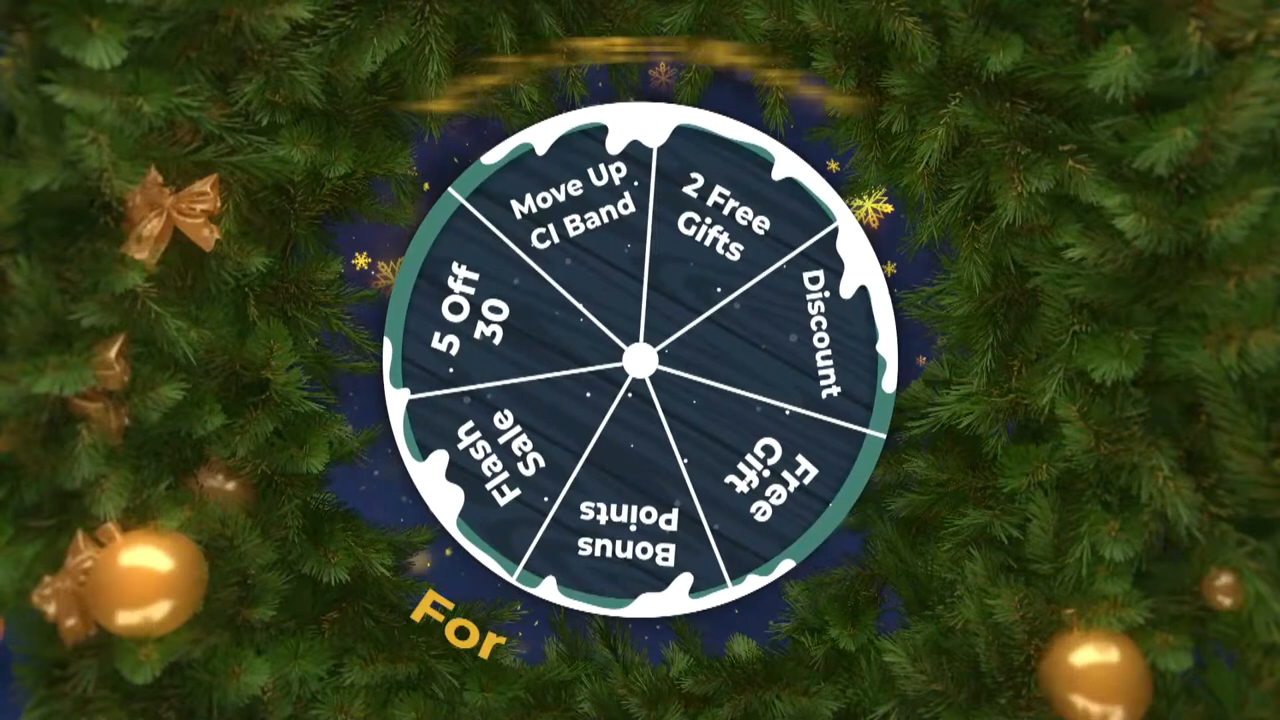 Move Up
CI Band
2 Free
Gifts
Discount
Free
Gift
Bonus
Points
Flash
Sale
5 Off
30
For